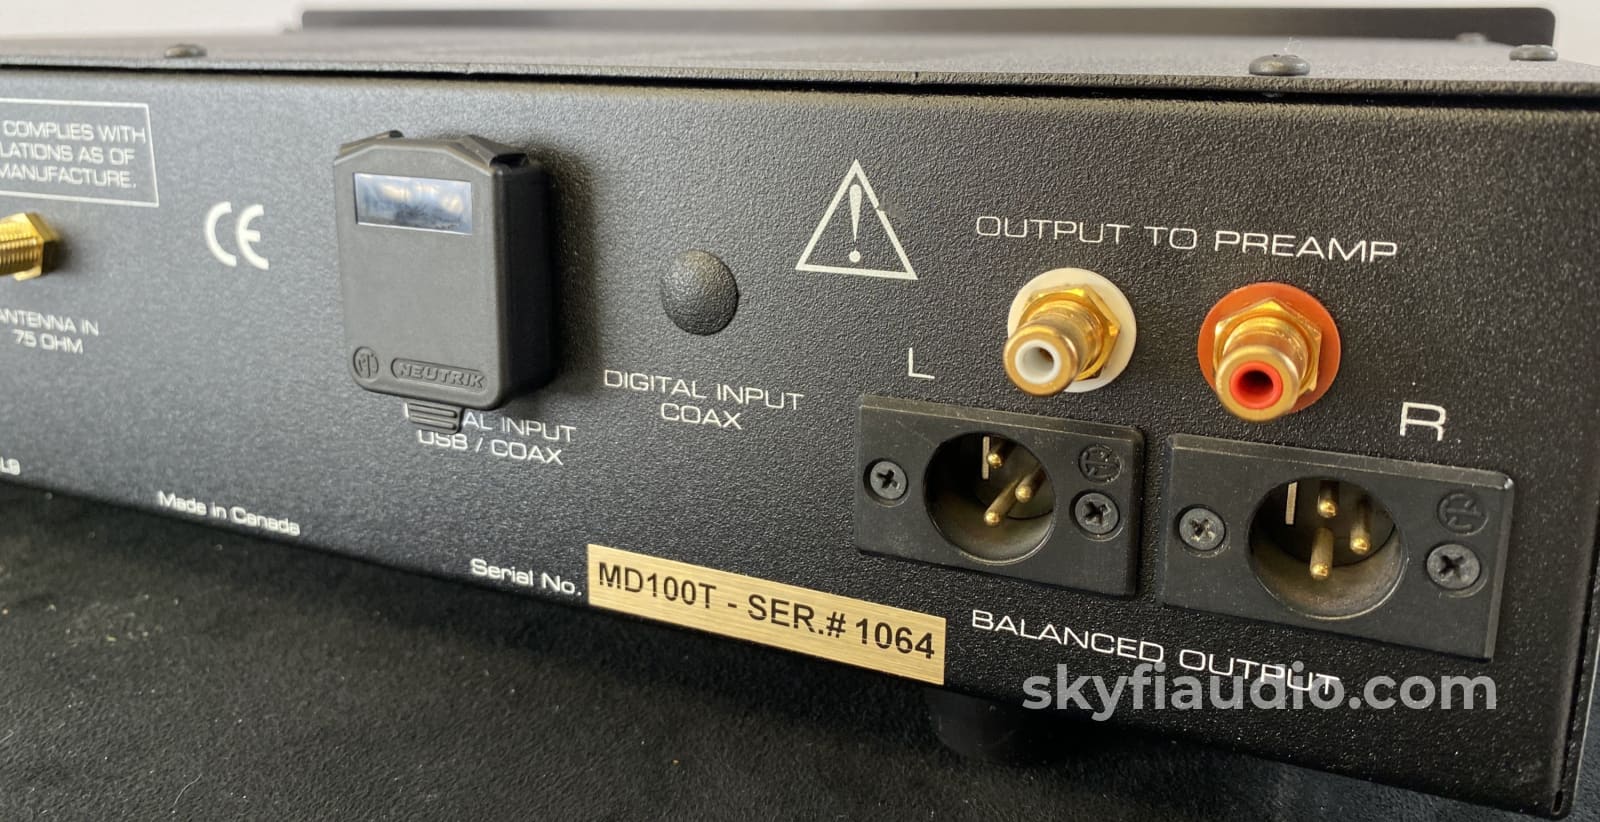 COMPLIES WITH
LATIONS AS OF
MANUFACTURE.
CE
ANTENNA IN
75 OHM
NEUTRIK
AL INPUT
USB / COAX
DIGITAL INPUT
COAX
OUTPUT TO PREAMP
L
R
Made in Canada
Serial No.
MD100T - SER.# 1064
BALANCED OUTPUT
skyfiaudio.com